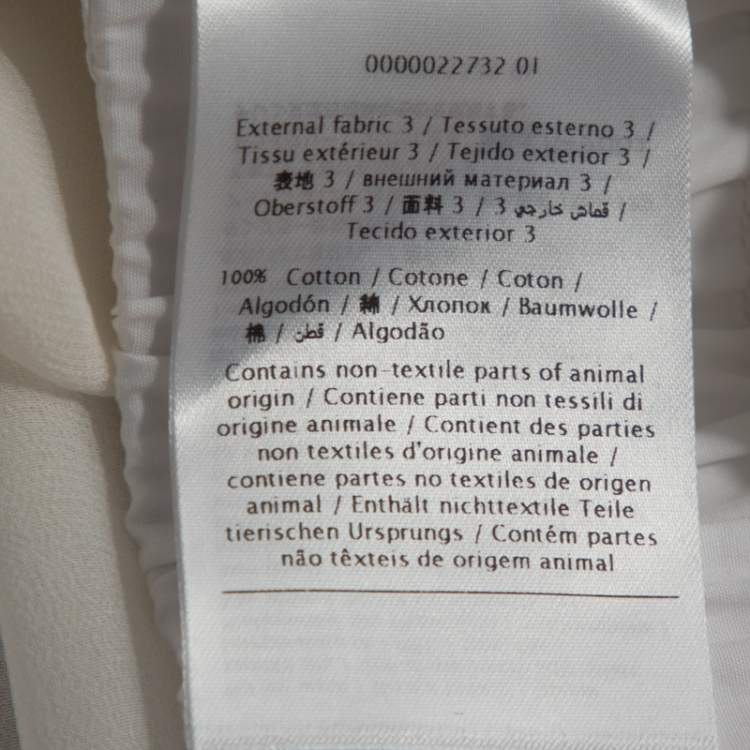 0000022732 01
External fabric 3 / Tessuto esterno 3 /
Tissu extérieur 3 / Tejido exterior 3 /
表地 3 / внешний материал 3 /
Oberstoff 3 / 面料 3 / 3 قماش خارجي /
Tecido exterior 3
100% Cotton / Cotone / Coton /
Algodón / 綿 / Хлопок / Baumwolle /
棉 / قطن / Algodão
Contains non-textile parts of animal
origin / Contiene parti non tessili di
origine animale / Contient des parties
non textiles d'origine animale /
contiene partes no textiles de origen
animal / Enthält nichttextile Teile
tierischen Ursprungs / Contém partes
não têxteis de origem animal